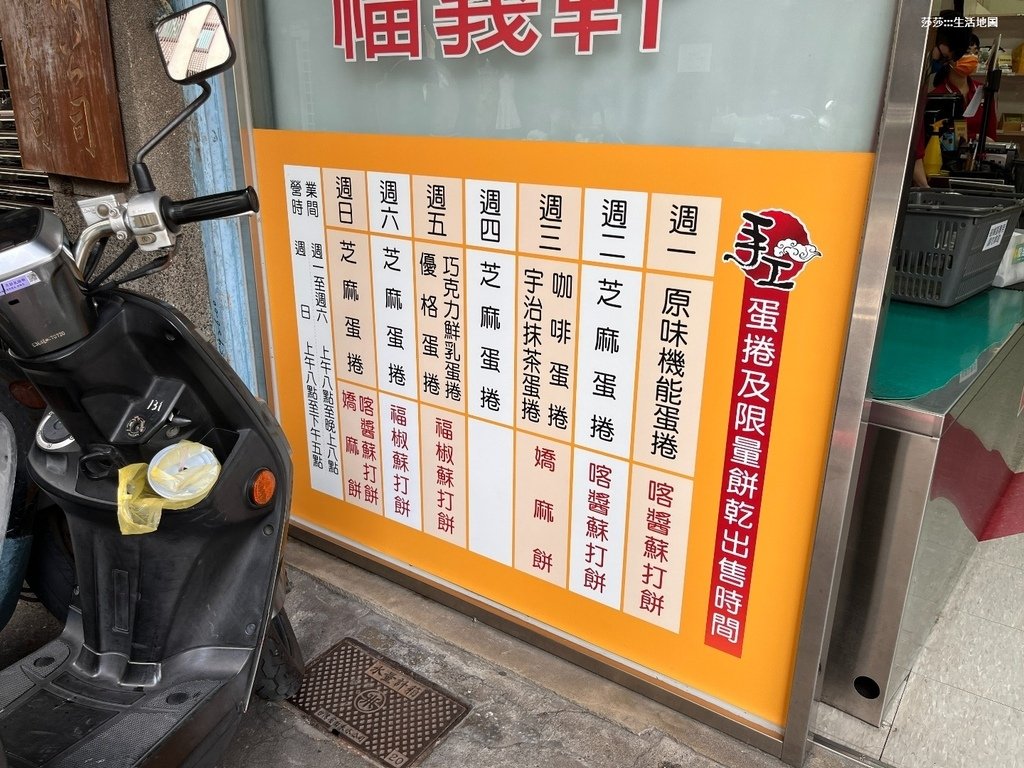 莎莎:::生活地圖
福義軒
手工
蛋捲及限量餅乾出售時間
週一
原味機能蛋捲
喀醬蘇打餅
週二
芝麻蛋捲
喀醬蘇打餅
週三
咖啡蛋捲
宇治抹茶蛋捲
嬌麻餅
週四
芝麻蛋捲
週五
巧克力鮮乳蛋捲
優格蛋捲
福椒蘇打餅
週六
芝麻蛋捲
福椒蘇打餅
週日
芝麻蛋捲
喀醬蘇打餅
嬌麻餅
營業時間
週一至週六 上午八點至晚上八點
週日 上午八點至下午五點